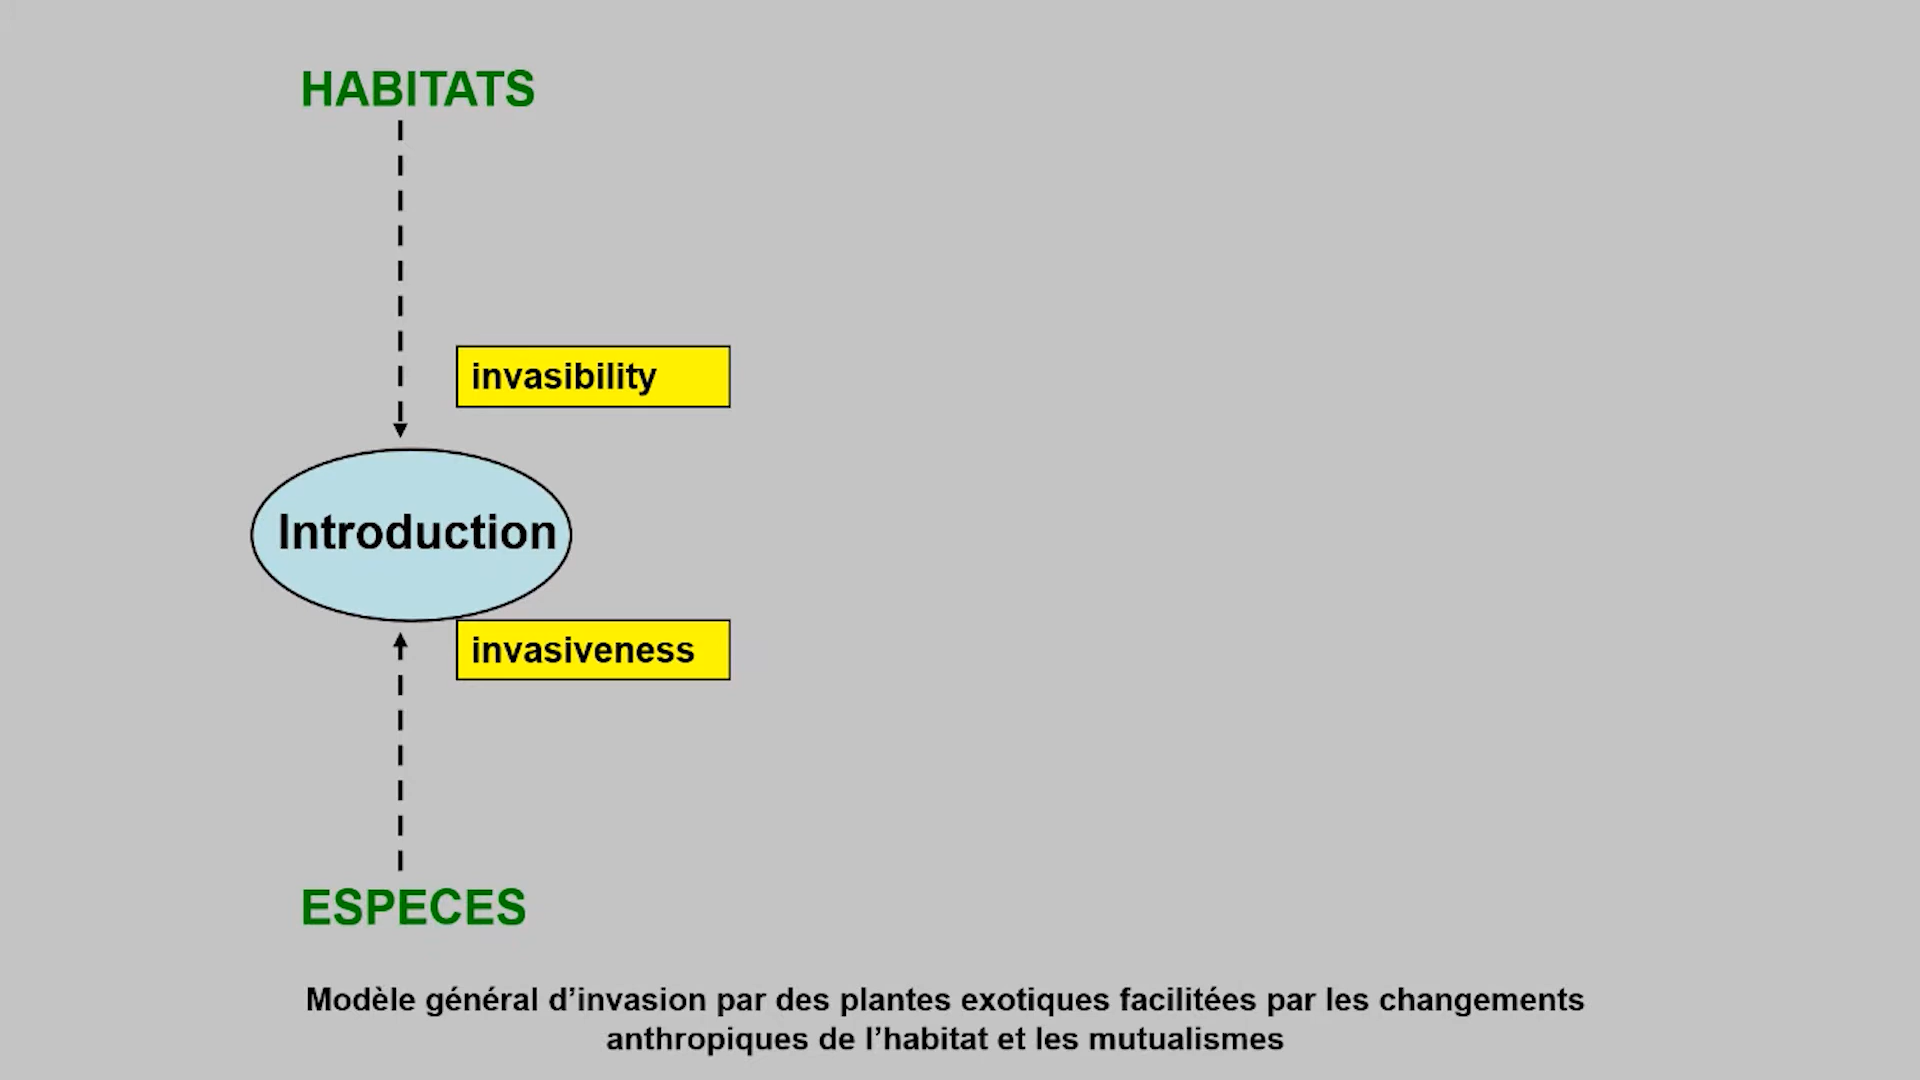 HABITATS
invasibility
Introduction
invasiveness
ESPECES
Modèle général d’invasion par des plantes exotiques facilitées par les changements
anthropiques de l’habitat et les mutualismes